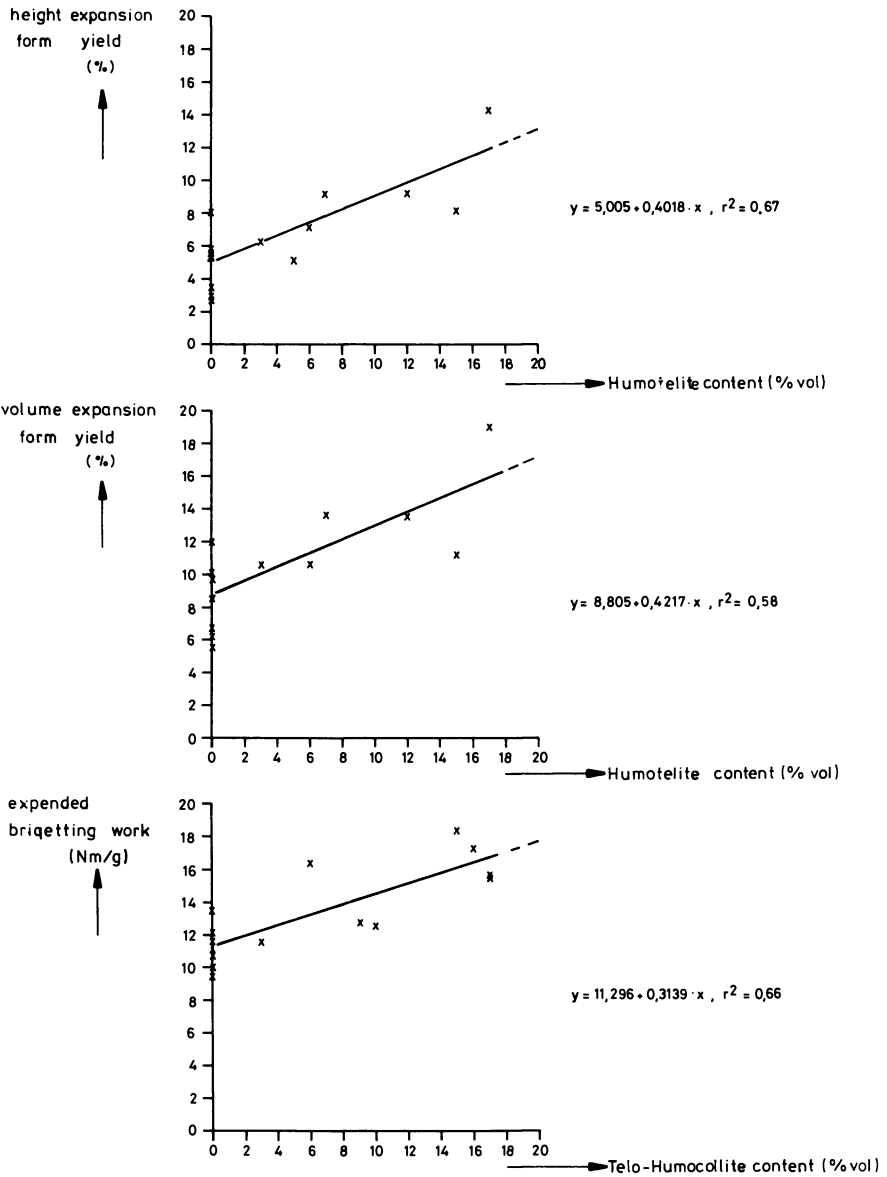 height expansion
form yield
(%)
20
18
16
14
12
10
8
6
4
2
0
0 2 4 6 8 10 12 14 16 18 20
y = 5,005+0,4018· x , r² = 0,67
Humotelite content (% vol)
volume expansion
form yield
(%)
20
18
16
14
12
10
8
6
4
2
0
0 2 4 6 8 10 12 14 16 18 20
y = 8,805+0,4217· x , r² = 0,58
Humotelite content (% vol)
expended
briqetting work
(Nm/g)
20
18
16
14
12
10
8
6
4
2
0
0 2 4 6 8 10 12 14 16 18 20
y = 11,296+0,3139 · x , r² = 0,66
Telo-Humocollite content (% vol)